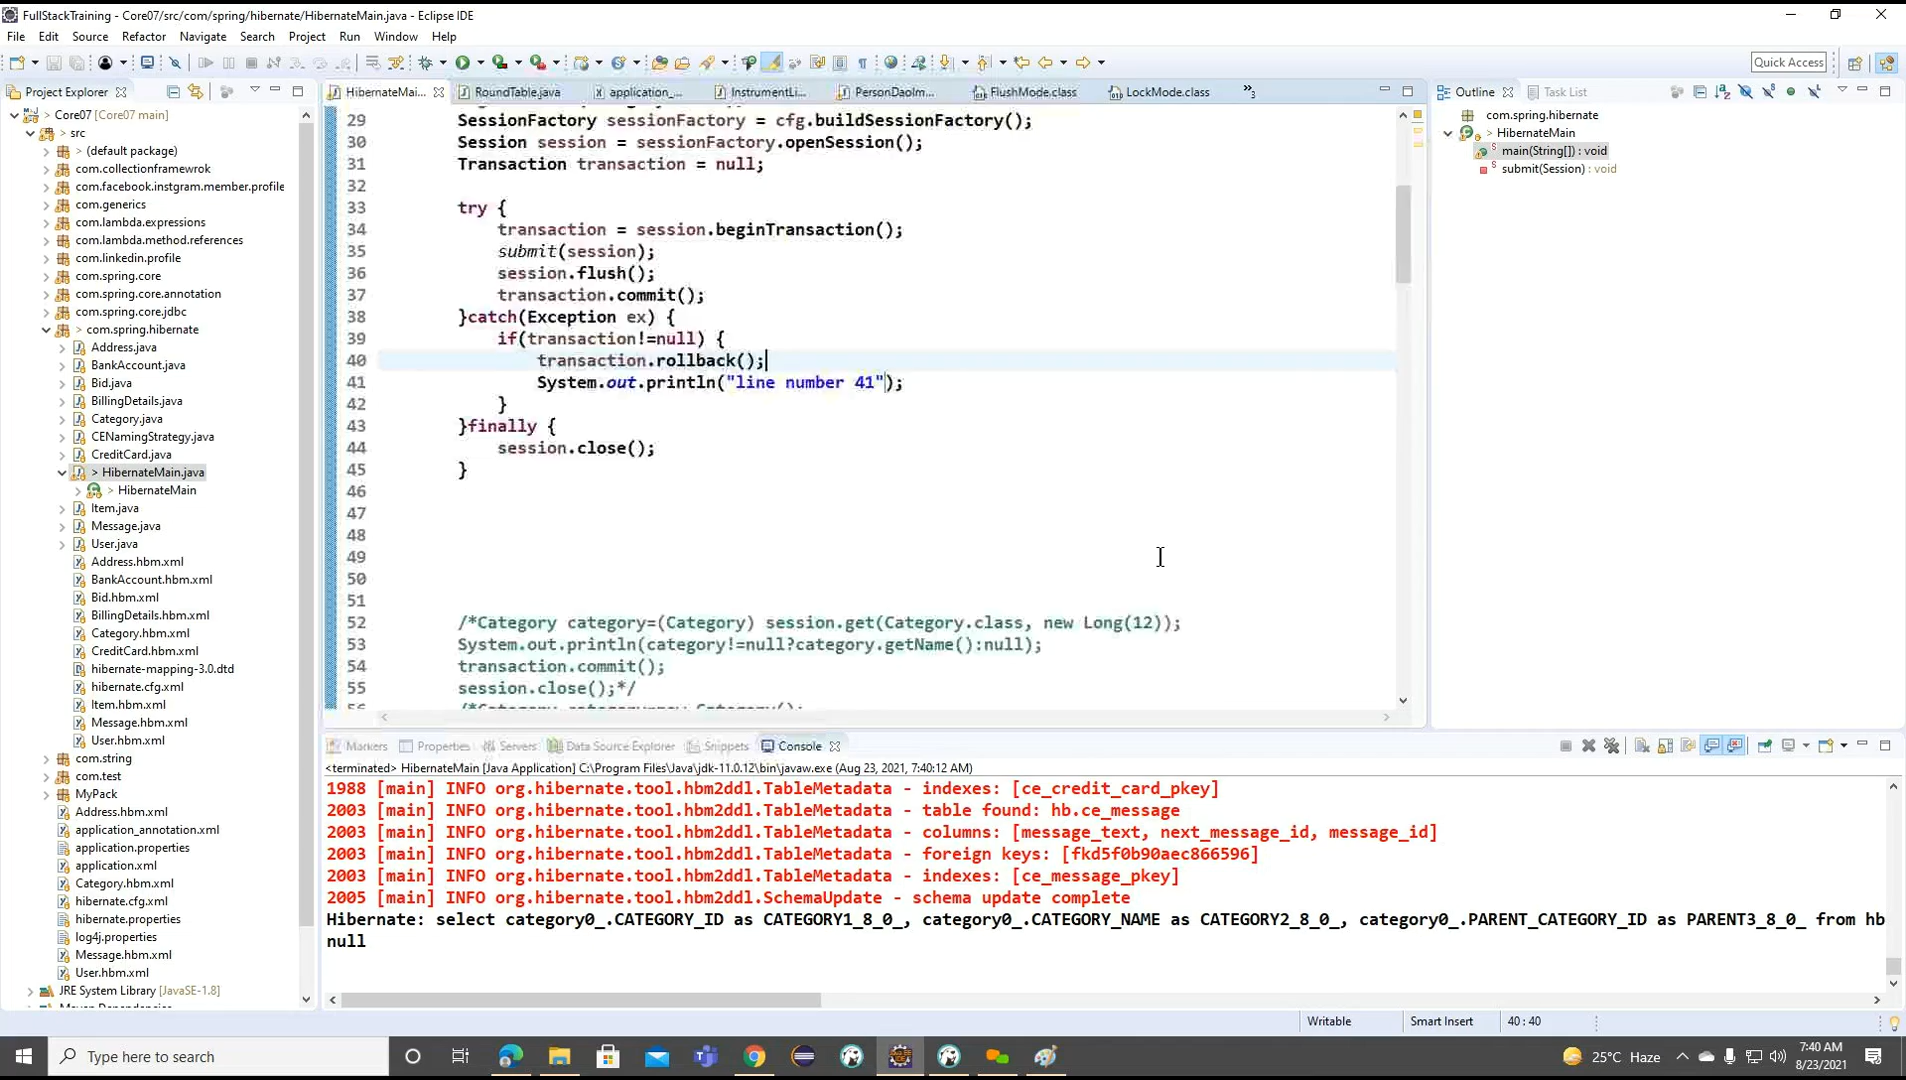 FullStackTraining - Core07/src/com/spring/hibernate/HibernateMain.java - Eclipse IDE
File Edit Source Refactor Navigate Search Project Run Window Help
Quick Access
Project Explorer
Core07 [Core07 main]
> src
> (default package)
com.collectionframewrok
com.facebook.instgram.member.profile
com.generics
com.lambda.expressions
com.lambda.method.references
com.linkedin.profile
com.spring.core
com.spring.core.annotation
com.spring.core.jdbc
> com.spring.hibernate
Address.java
BankAccount.java
Bid.java
BillingDetails.java
Category.java
CENamingStrategy.java
CreditCard.java
> HibernateMain.java
> HibernateMain
Item.java
Message.java
User.java
Address.hbm.xml
BankAccount.hbm.xml
Bid.hbm.xml
BillingDetails.hbm.xml
Category.hbm.xml
CreditCard.hbm.xml
hibernate-mapping-3.0.dtd
hibernate.cfg.xml
Item.hbm.xml
Message.hbm.xml
User.hbm.xml
com.string
com.test
MyPack
Address.hbm.xml
application_annotation.xml
application.properties
application.xml
Category.hbm.xml
hibernate.cfg.xml
hibernate.properties
log4j.properties
Message.hbm.xml
User.hbm.xml
JRE System Library [JavaSE-1.8]
HibernateMai... RoundTable.java application_... InstrumentLi... PersonDaoIm... FlushMode.class LockMode.class »3
29 SessionFactory sessionFactory = cfg.buildSessionFactory();
30 Session session = sessionFactory.openSession();
31 Transaction transaction = null;
32
33 try {
34 transaction = session.beginTransaction();
35 submit(session);
36 session.flush();
37 transaction.commit();
38 }catch(Exception ex) {
39 if(transaction!=null) {
40 transaction.rollback();
41 System.out.println("line number 41");
42 }
43 }finally {
44 session.close();
45 }
46
47
48
49
50
51
52 /*Category category=(Category) session.get(Category.class, new Long(12));
53 System.out.println(category!=null?category.getName():null);
54 transaction.commit();
55 session.close();*/
56 /*Category category=new Category();
Outline Task List
com.spring.hibernate
> HibernateMain
main(String[]) : void
submit(Session) : void
Markers Properties Servers Data Source Explorer Snippets Console
<terminated> HibernateMain [Java Application] C:\Program Files\Java\jdk-11.0.12\bin\javaw.exe (Aug 23, 2021, 7:40:12 AM)
1988 [main] INFO org.hibernate.tool.hbm2ddl.TableMetadata - indexes: [ce_credit_card_pkey]
2003 [main] INFO org.hibernate.tool.hbm2ddl.TableMetadata - table found: hb.ce_message
2003 [main] INFO org.hibernate.tool.hbm2ddl.TableMetadata - columns: [message_text, next_message_id, message_id]
2003 [main] INFO org.hibernate.tool.hbm2ddl.TableMetadata - foreign keys: [fkd5f0b90aec866596]
2003 [main] INFO org.hibernate.tool.hbm2ddl.TableMetadata - indexes: [ce_message_pkey]
2005 [main] INFO org.hibernate.tool.hbm2ddl.SchemaUpdate - schema update complete
Hibernate: select category0_.CATEGORY_ID as CATEGORY1_8_0_, category0_.CATEGORY_NAME as CATEGORY2_8_0_, category0_.PARENT_CATEGORY_ID as PARENT3_8_0_ from hb
null
Writable Smart Insert 40 : 40
Type here to search
25°C Haze
7:40 AM
8/23/2021